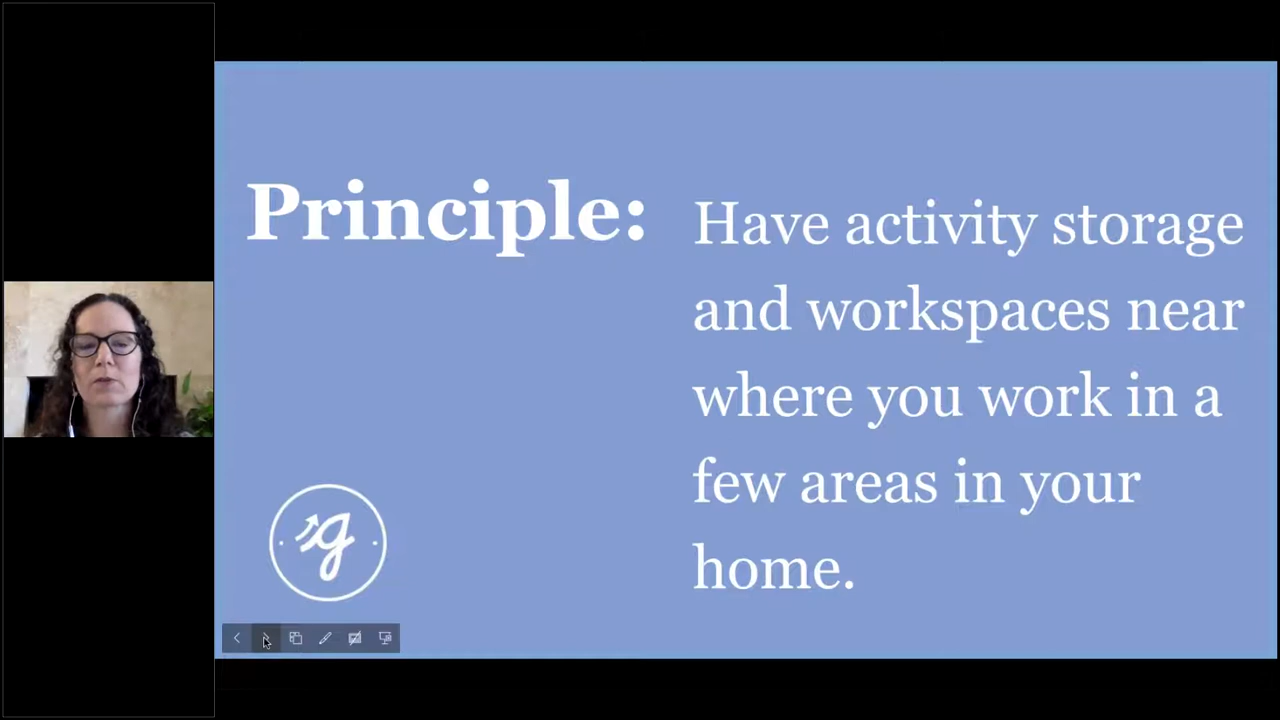 Principle:
Have activity storage
and workspaces near
where you work in a
few areas in your
home.
g